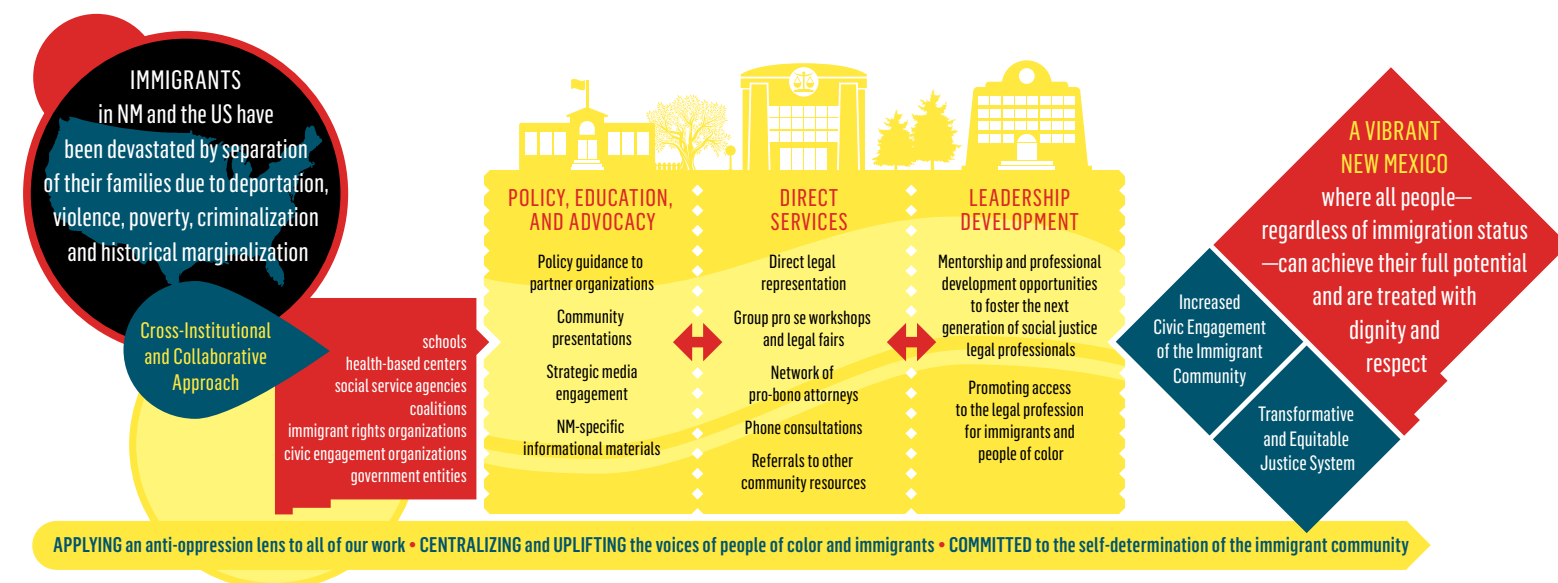 IMMIGRANTS
in NM and the US have
been devastated by separation
of their families due to deportation,
violence, poverty, criminalization
and historical marginalization
Cross-Institutional
and Collaborative
Approach
schools
health-based centers
social service agencies
coalitions
immigrant rights organizations
civic engagement organizations
government entities
POLICY, EDUCATION,
AND ADVOCACY
Policy guidance to
partner organizations
Community
presentations
Strategic media
engagement
NM-specific
informational materials
DIRECT
SERVICES
Direct legal
representation
Group pro se workshops
and legal fairs
Network of
pro-bono attorneys
Phone consultations
Referrals to other
community resources
LEADERSHIP
DEVELOPMENT
Mentorship and professional
development opportunities
to foster the next
generation of social justice
legal professionals
Promoting access
to the legal profession
for immigrants and
people of color
Increased
Civic Engagement
of the Immigrant
Community
Transformative
and Equitable
Justice System
A VIBRANT
NEW MEXICO
where all people—
regardless of immigration status
—can achieve their full potential
and are treated with
dignity and
respect
APPLYING an anti-oppression lens to all of our work • CENTRALIZING and UPLIFTING the voices of people of color and immigrants • COMMITTED to the self-determination of the immigrant community